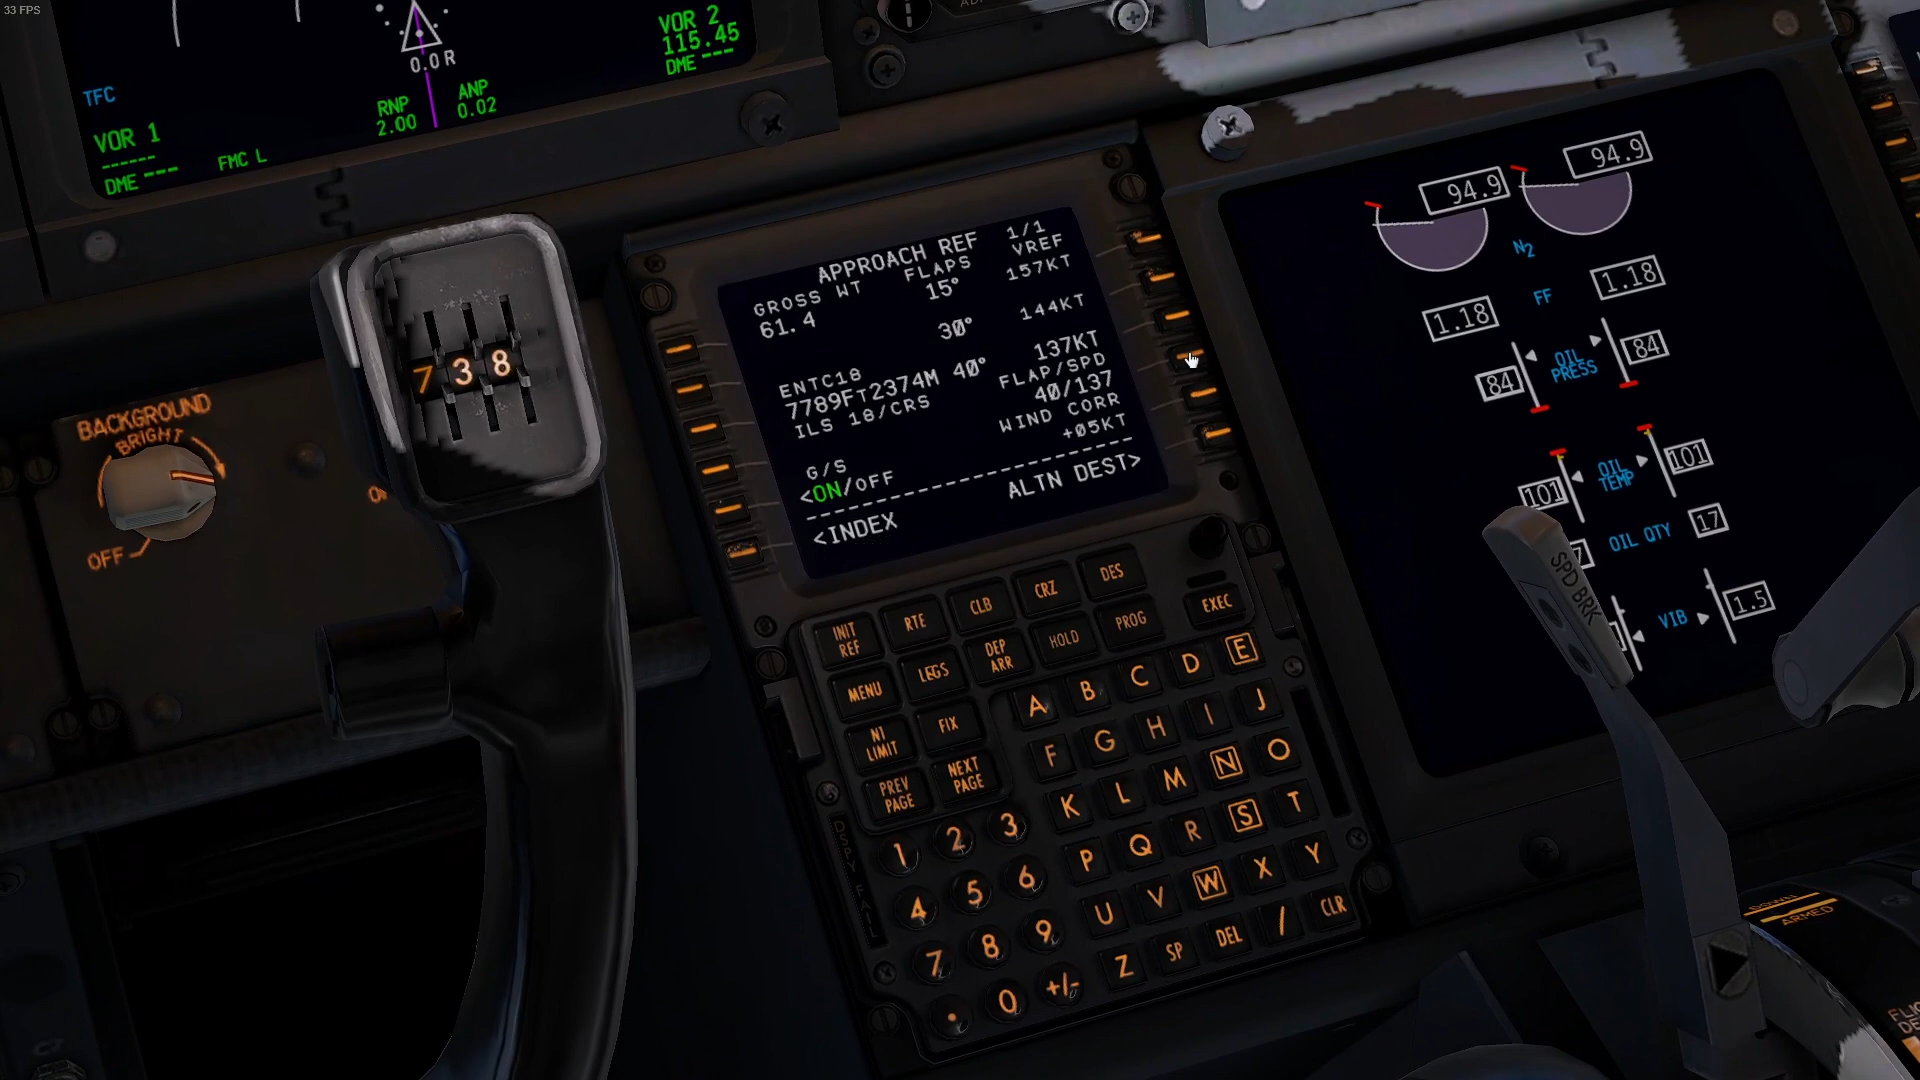 33 FPS
VOR 2
115.45
DME ---
0.0 R
TFC
RNP
2.00
ANP
0.02
VOR 1
------
DME ---
FMC L
BACKGROUND
BRIGHT
OFF
7 3 8
APPROACH REF 1/1
GROSS WT FLAPS VREF
61.4 15° 157KT
30° 144KT
ENTC18
7789FT2374M 40° 137KT
ILS 18/CRS FLAP/SPD
40/137
WIND CORR
+05KT
G/S
<ON/OFF
--------------------
<INDEX ALTN DEST>
INIT REF
RTE
CLB
CRZ
DES
MENU
LEGS
DEP ARR
HOLD
PROG
EXEC
N1 LIMIT
FIX
PREV PAGE
NEXT PAGE
A B C D E
F G H I J
K L M N O
P Q R S T
U V W X Y
Z SP DEL / CLR
1 2 3
4 5 6
7 8 9
. 0 +/-
94.9 94.9
N2
1.18 FF 1.18
84 OIL PRESS 84
101 OIL TEMP 101
OIL QTY 17
VIB 1.5
SPD BRK
DOWN
ARMED